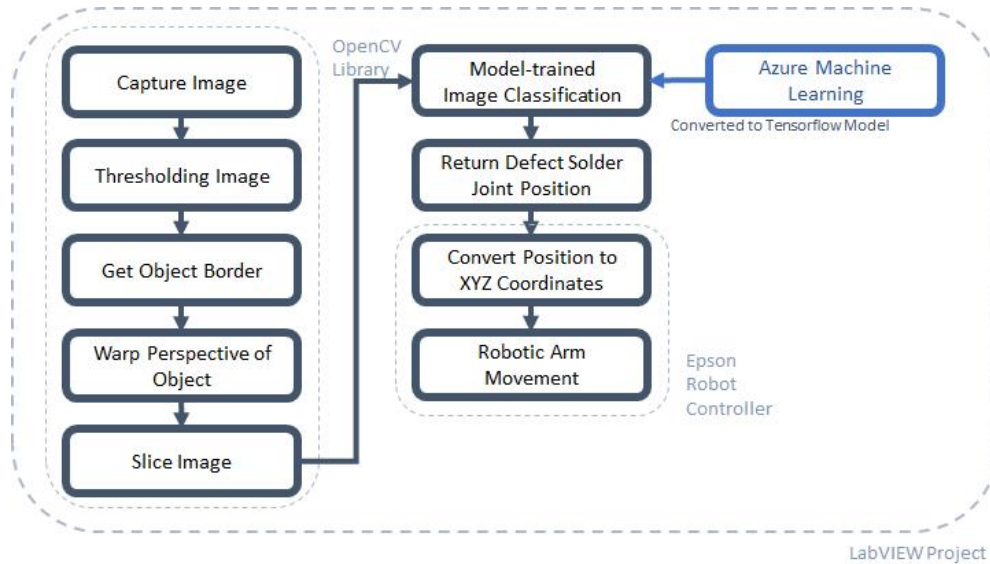 Capture Image
Thresholding Image
Get Object Border
Warp Perspective of
Object
Slice Image
OpenCV
Library
Model-trained
Image Classification
Azure Machine
Learning
Converted to Tensorflow Model
Return Defect Solder
Joint Position
Convert Position to
XYZ Coordinates
Robotic Arm
Movement
Epson
Robot
Controller
LabVIEW Project